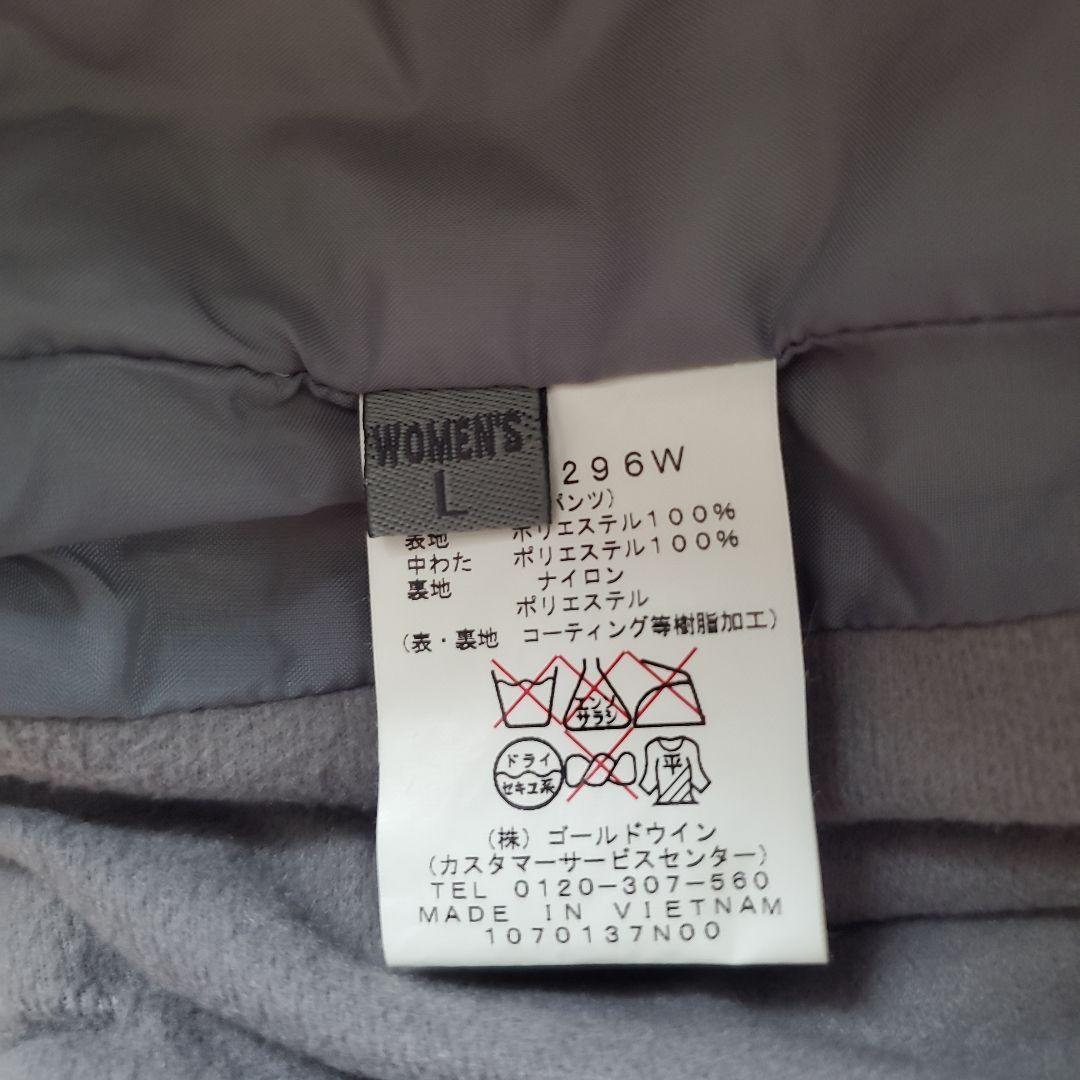 WOMEN'S
L
296W
パンツ)
表地 ポリエステル100%
中わた ポリエステル100%
裏地 ナイロン
ポリエステル
(表・裏地 コーティング等樹脂加工)
エンソ
サラシ
ドライ
セキユ系
平
(株) ゴールドウイン
(カスタマーサービスセンター)
TEL 0120-307-560
MADE IN VIETNAM
1070137N00